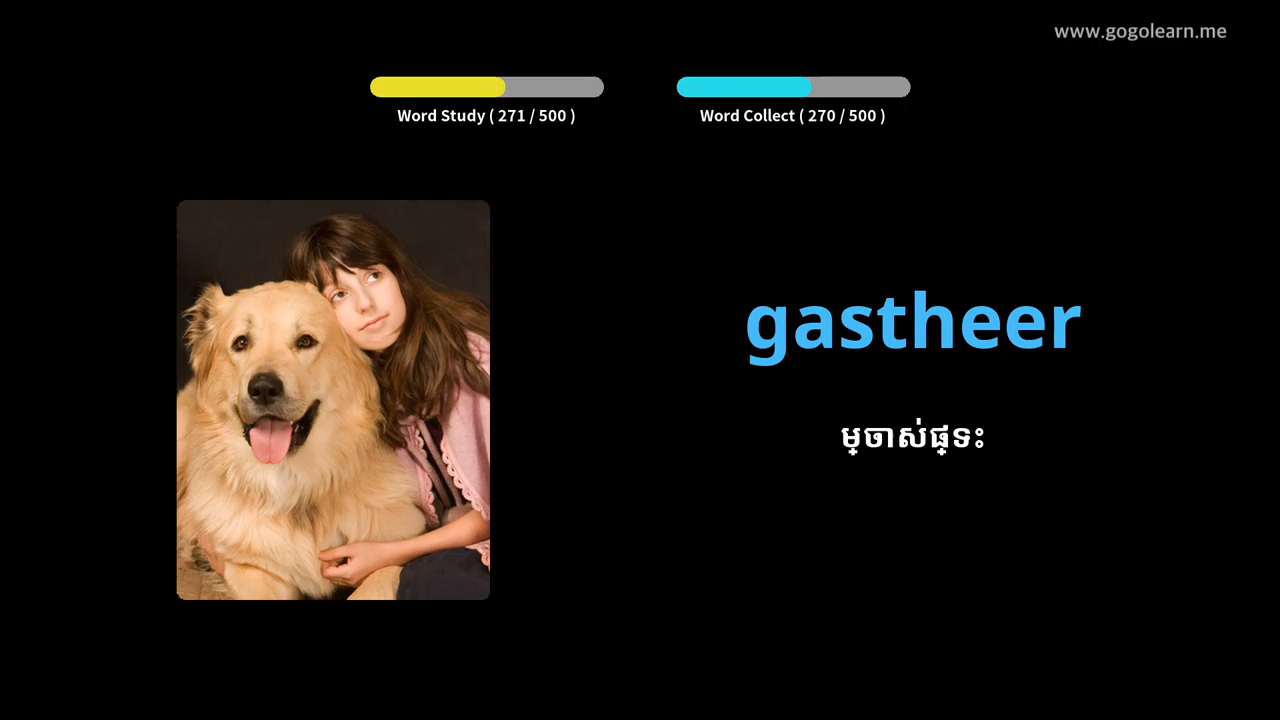 www.gogolearn.me
Word Study ( 271 / 500 )
Word Collect ( 270 / 500 )
gastheer
ម្ចាស់ផ្ទះ